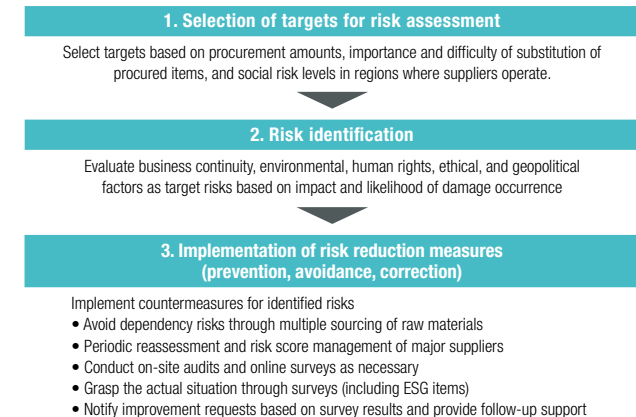 1. Selection of targets for risk assessment
Select targets based on procurement amounts, importance and difficulty of substitution of
procured items, and social risk levels in regions where suppliers operate.
2. Risk identification
Evaluate business continuity, environmental, human rights, ethical, and geopolitical
factors as target risks based on impact and likelihood of damage occurrence
3. Implementation of risk reduction measures
(prevention, avoidance, correction)
Implement countermeasures for identified risks
• Avoid dependency risks through multiple sourcing of raw materials
• Periodic reassessment and risk score management of major suppliers
• Conduct on-site audits and online surveys as necessary
• Grasp the actual situation through surveys (including ESG items)
• Notify improvement requests based on survey results and provide follow-up support